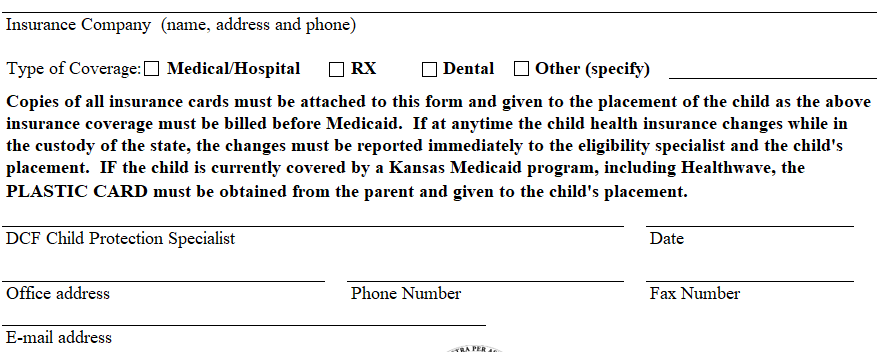 Insurance Company (name, address and phone)
Type of Coverage: Medical/Hospital RX Dental Other (specify)
Copies of all insurance cards must be attached to this form and given to the placement of the child as the above
insurance coverage must be billed before Medicaid. If at anytime the child health insurance changes while in
the custody of the state, the changes must be reported immediately to the eligibility specialist and the child's
placement. IF the child is currently covered by a Kansas Medicaid program, including Healthwave, the
PLASTIC CARD must be obtained from the parent and given to the child's placement.
DCF Child Protection Specialist Date
Office address Phone Number Fax Number
E-mail address
PER